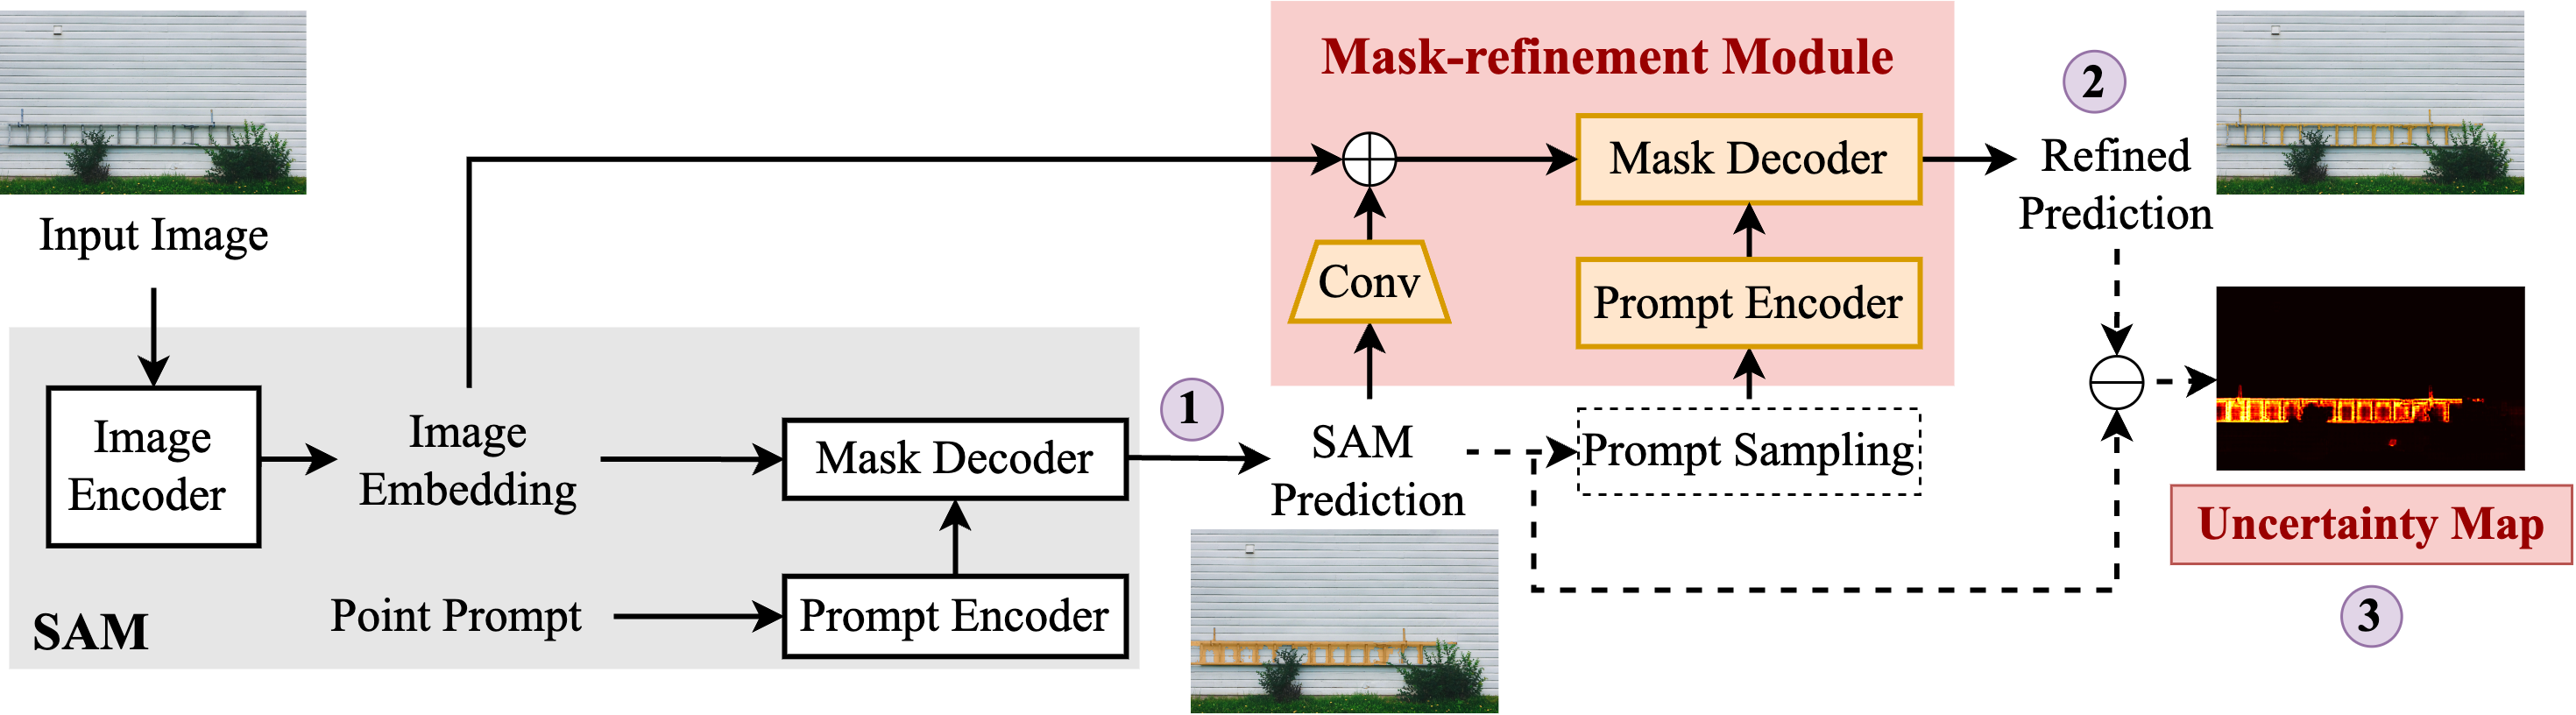 Input Image
Image
Encoder
SAM
Image
Embedding
Point Prompt
Mask Decoder
Prompt Encoder
1
SAM
Prediction
Mask-refinement Module
Conv
Mask Decoder
Prompt Encoder
Prompt Sampling
2
Refined
Prediction
Uncertainty Map
3